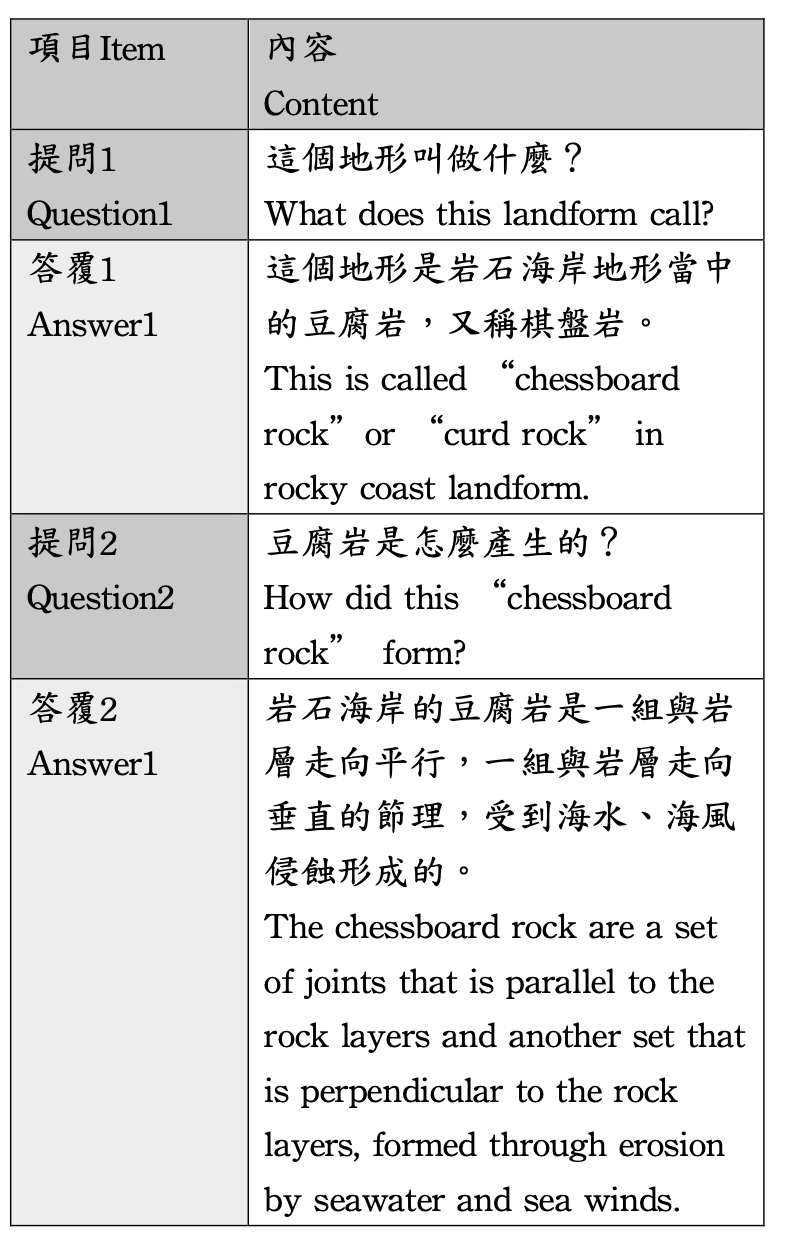 項目Item
內容
Content
提問1
Question1
這個地形叫做什麼？
What does this landform call?
答覆1
Answer1
這個地形是岩石海岸地形當中
的豆腐岩，又稱棋盤岩。
This is called “chessboard
rock” or “curd rock” in
rocky coast landform.
提問2
Question2
豆腐岩是怎麼產生的？
How did this “chessboard
rock” form?
答覆2
Answer1
岩石海岸的豆腐岩是一組與岩
層走向平行，一組與岩層走向
垂直的節理，受到海水、海風
侵蝕形成的。
The chessboard rock are a set
of joints that is parallel to the
rock layers and another set that
is perpendicular to the rock
layers, formed through erosion
by seawater and sea winds.